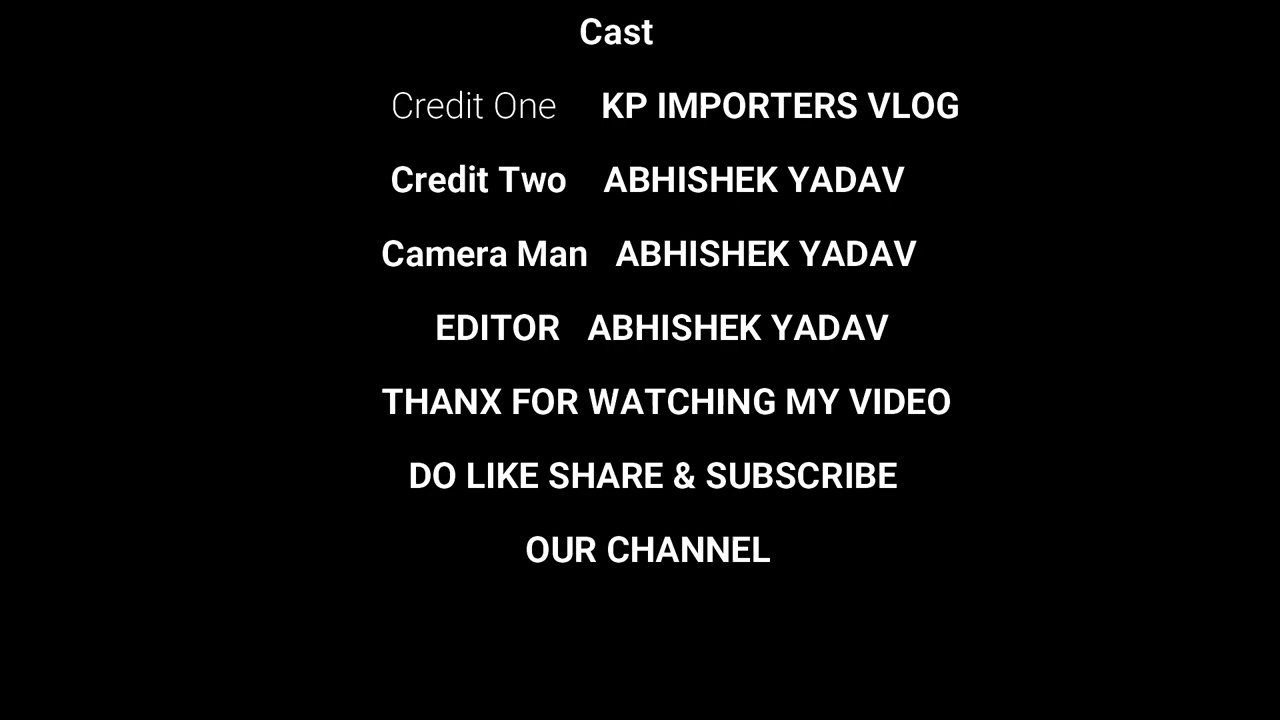 Cast
Credit One KP IMPORTERS VLOG
Credit Two ABHISHEK YADAV
Camera Man ABHISHEK YADAV
EDITOR ABHISHEK YADAV
THANX FOR WATCHING MY VIDEO
DO LIKE SHARE & SUBSCRIBE
OUR CHANNEL